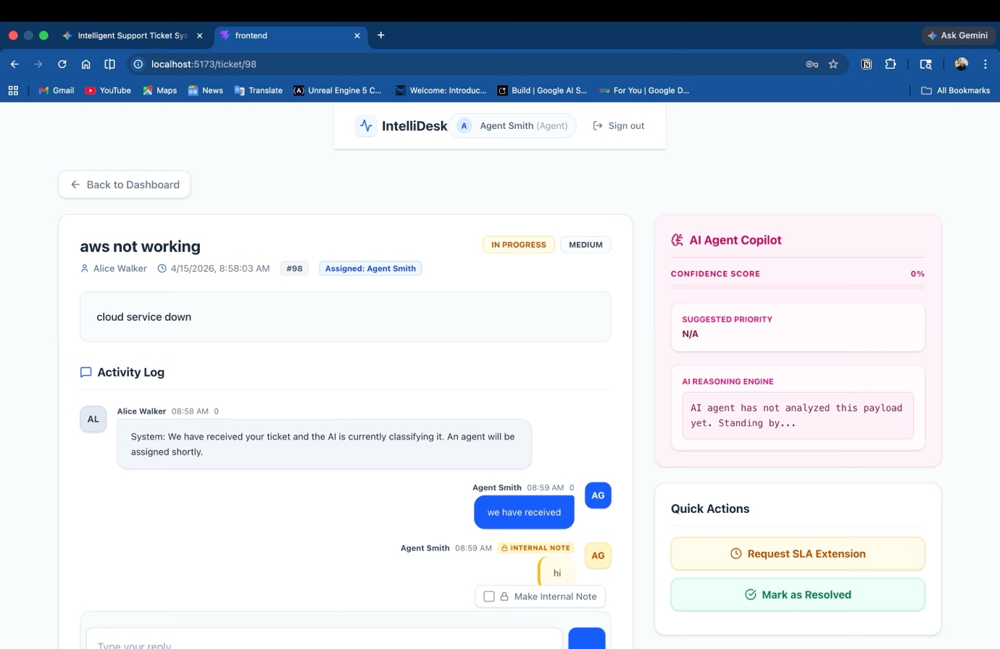 Intelligent Support Ticket Sys
frontend
Ask Gemini
localhost:5173/ticket/98
Gmail
YouTube
Maps
News
Translate
Unreal Engine 5 C...
Welcome: Introduc...
Build | Google AI S...
For You | Google D...
All Bookmarks
IntelliDesk
A
Agent Smith (Agent)
Sign out
Back to Dashboard
aws not working
IN PROGRESS
MEDIUM
Alice Walker
4/15/2026, 8:58:03 AM
#98
Assigned: Agent Smith
cloud service down
Activity Log
AL
Alice Walker 08:58 AM 0
System: We have received your ticket and the AI is currently classifying it. An agent will be
assigned shortly.
Agent Smith 08:59 AM 0
AG
we have received
Agent Smith 08:59 AM INTERNAL NOTE
AG
hi
Make Internal Note
Type your reply
AI Agent Copilot
CONFIDENCE SCORE
0%
SUGGESTED PRIORITY
N/A
AI REASONING ENGINE
AI agent has not analyzed this payload
yet. Standing by...
Quick Actions
Request SLA Extension
Mark as Resolved